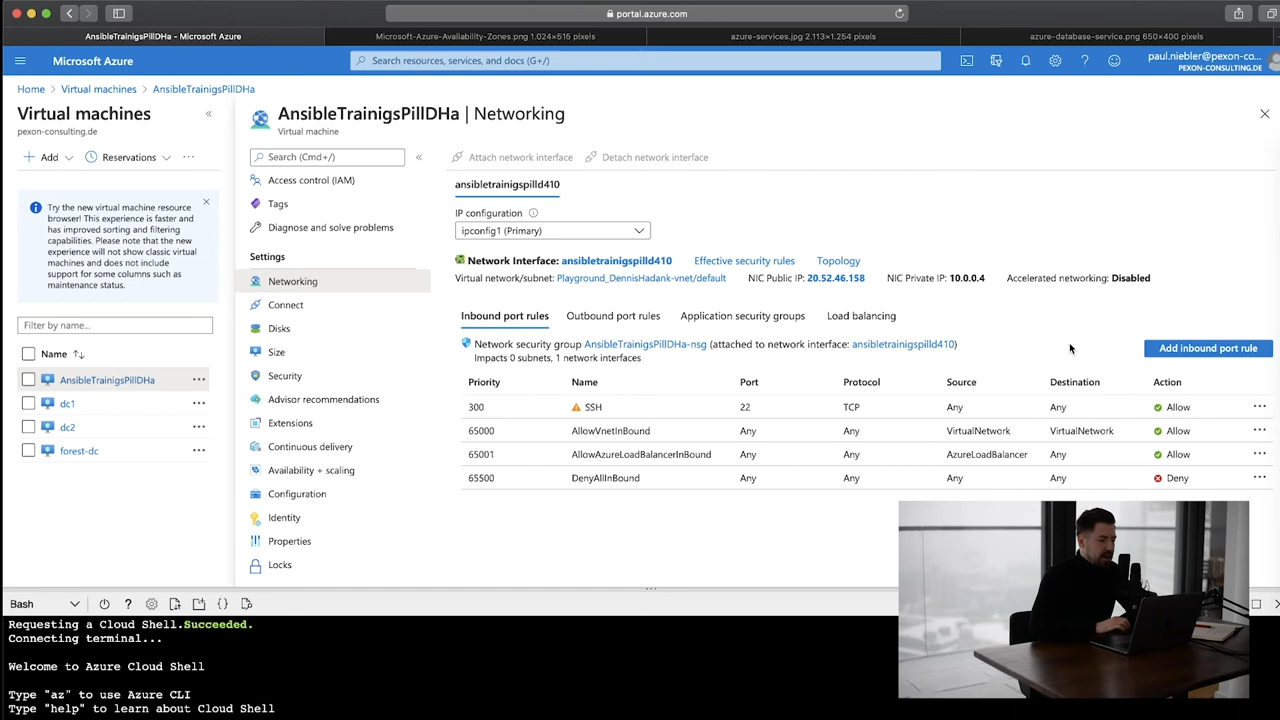 portal.azure.com
AnsibleTrainigsPillDHa - Microsoft Azure
Microsoft-Azure-Availability-Zones.png 1.024×515 pixels
azure-services.jpg 2.113×1.254 pixels
azure-database-service.png 650×400 pixels
Microsoft Azure
Search resources, services, and docs (G+/)
paul.niebler@pexon-co...
PEXON-CONSULTING.DE
Home > Virtual machines > AnsibleTrainigsPillDHa
Virtual machines
pexon-consulting.de
Add
Reservations
Try the new virtual machine resource
browser! This experience is faster and
has improved sorting and filtering
capabilities. Please note that the new
experience will not show classic virtual
machines and does not include
support for some columns such as
maintenance status.
Filter by name...
Name
AnsibleTrainigsPillDHa
dc1
dc2
forest-dc
AnsibleTrainigsPillDHa | Networking
Virtual machine
Search (Cmd+/)
Access control (IAM)
Tags
Diagnose and solve problems
Settings
Networking
Connect
Disks
Size
Security
Advisor recommendations
Extensions
Continuous delivery
Availability + scaling
Configuration
Identity
Properties
Locks
Attach network interface
Detach network interface
ansibletrainigspilld410
IP configuration
ipconfig1 (Primary)
Network Interface: ansibletrainigspilld410 Effective security rules Topology
Virtual network/subnet: Playground_DennisHadank-vnet/default NIC Public IP: 20.52.46.158 NIC Private IP: 10.0.0.4 Accelerated networking: Disabled
Inbound port rules Outbound port rules Application security groups Load balancing
Network security group AnsibleTrainigsPillDHa-nsg (attached to network interface: ansibletrainigspilld410)
Impacts 0 subnets, 1 network interfaces
Add inbound port rule
Priority Name Port Protocol Source Destination Action
300 SSH 22 TCP Any Any Allow
65000 AllowVnetInBound Any Any VirtualNetwork VirtualNetwork Allow
65001 AllowAzureLoadBalancerInBound Any Any AzureLoadBalancer Any Allow
65500 DenyAllInBound Any Any Any Any Deny
Bash
Requesting a Cloud Shell.Succeeded.
Connecting terminal...
Welcome to Azure Cloud Shell
Type "az" to use Azure CLI
Type "help" to learn about Cloud Shell